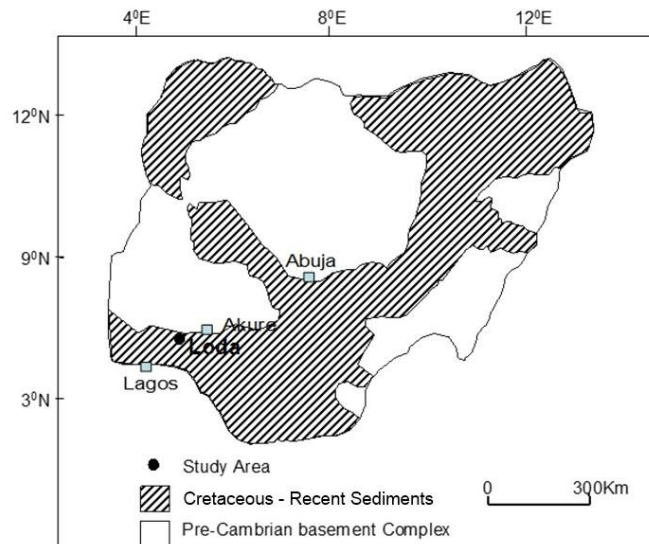 4⁰E 8⁰E 12⁰E
12⁰N
9⁰N
Abuja
Akure
Loda
Lagos
3⁰N
Study Area
Cretaceous - Recent Sediments
0 300Km
Pre-Cambrian basement Complex